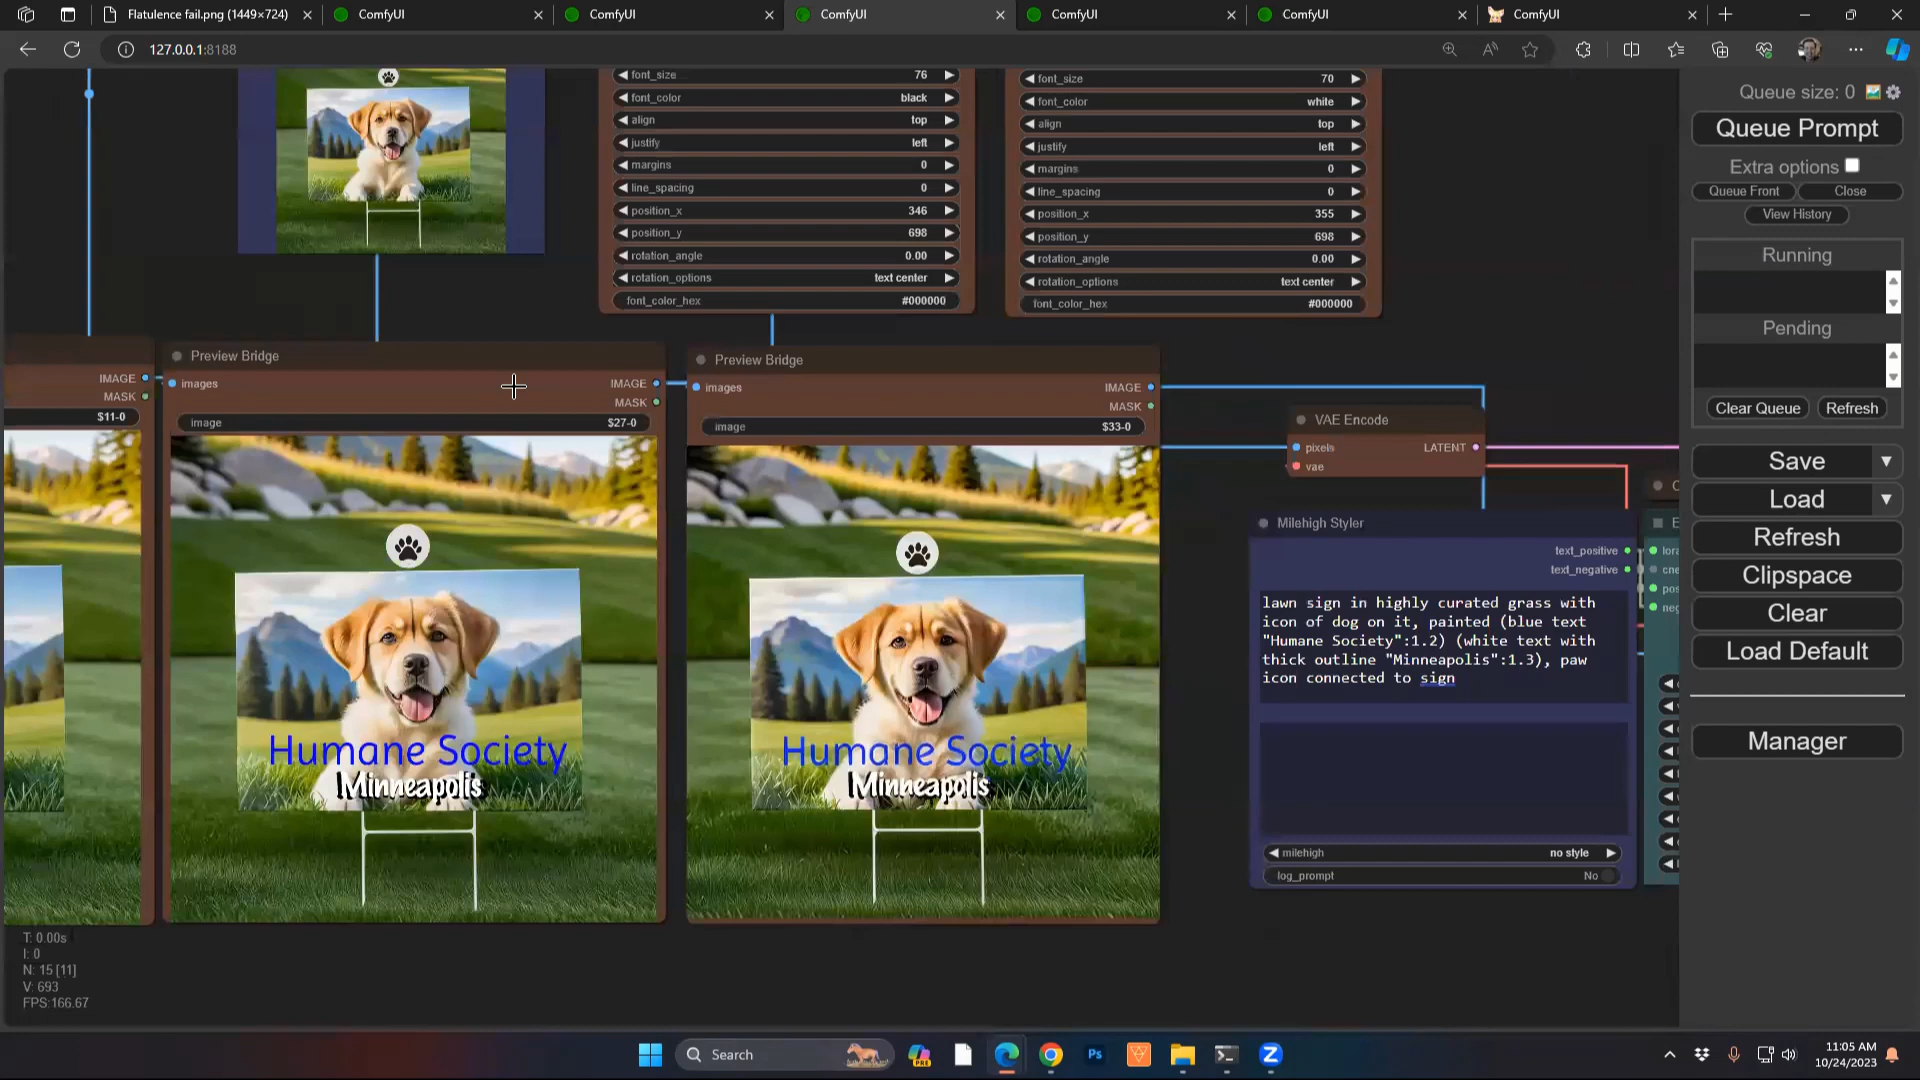 Flatulence fail.png (1449×724)
ComfyUI
ComfyUI
ComfyUI
ComfyUI
ComfyUI
ComfyUI
127.0.0.1:8188
font_size 76
font_color black
align top
justify left
margins 0
line_spacing 0
position_x 346
position_y 698
rotation_angle 0.00
rotation_options text center
font_color_hex #000000
font_size 70
font_color white
align top
justify left
margins 0
line_spacing 0
position_x 355
position_y 698
rotation_angle 0.00
rotation_options text center
font_color_hex #000000
IMAGE
MASK
$11-0
Preview Bridge
images IMAGE
MASK
image $27-0
Humane Society
Minneapolis
Preview Bridge
images IMAGE
MASK
image $33-0
Humane Society
Minneapolis
VAE Encode
pixels LATENT
vae
Milehigh Styler
text_positive
text_negative
lawn sign in highly curated grass with
icon of dog on it, painted (blue text
"Humane Society":1.2) (white text with
thick outline "Minneapolis":1.3), paw
icon connected to sign
milehigh no style
log_prompt No
C
E
lora
cne
pos
neg
Queue size: 0
Queue Prompt
Extra options
Queue Front Close
View History
Running
Pending
Clear Queue Refresh
Save
Load
Refresh
Clipspace
Clear
Load Default
Manager
T: 0.00s
I: 0
N: 15 [11]
V: 693
FPS:166.67
Search
PRE
Ps
11:05 AM
10/24/2023